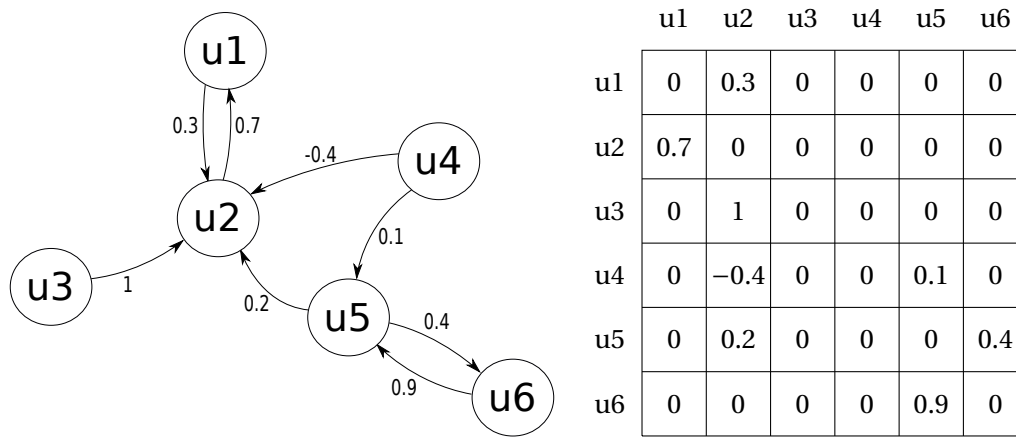 u1
0.3
0.7
-0.4
u4
u2
0.1
u3
1
0.2
u5
0.4
0.9
u6
u1 u2 u3 u4 u5 u6
u1 0 0.3 0 0 0 0
u2 0.7 0 0 0 0 0
u3 0 1 0 0 0 0
u4 0 −0.4 0 0 0.1 0
u5 0 0.2 0 0 0 0.4
u6 0 0 0 0 0.9 0